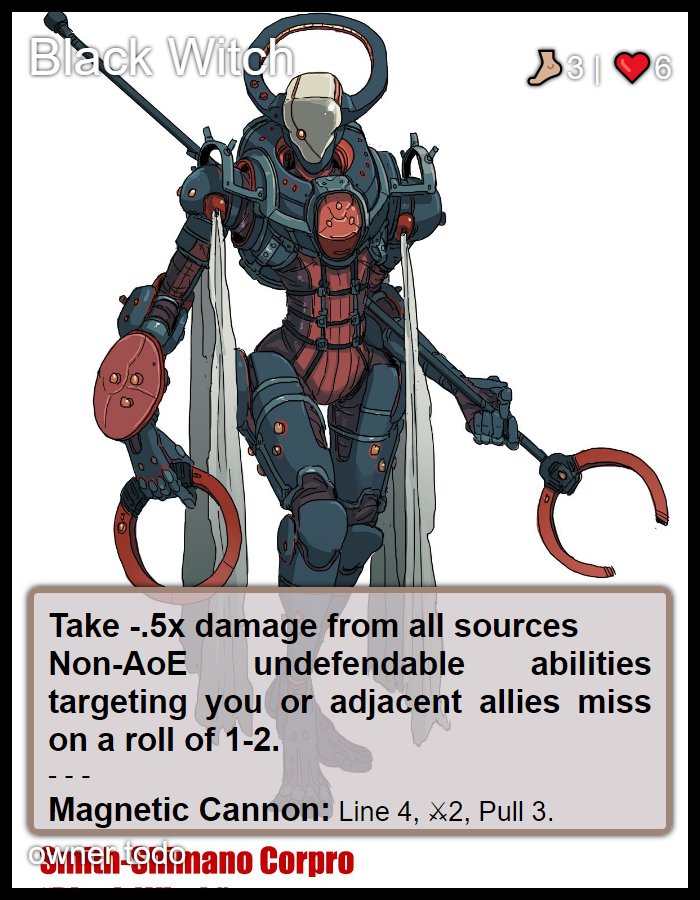 Black Witch
3 | 6
Take -.5x damage from all sources
Non-AoE undefendable abilities
targeting you or adjacent allies miss
on a roll of 1-2.
- - -
Magnetic Cannon: Line 4, ⚔2, Pull 3.
owner todo
Smith-Shimano Corpro